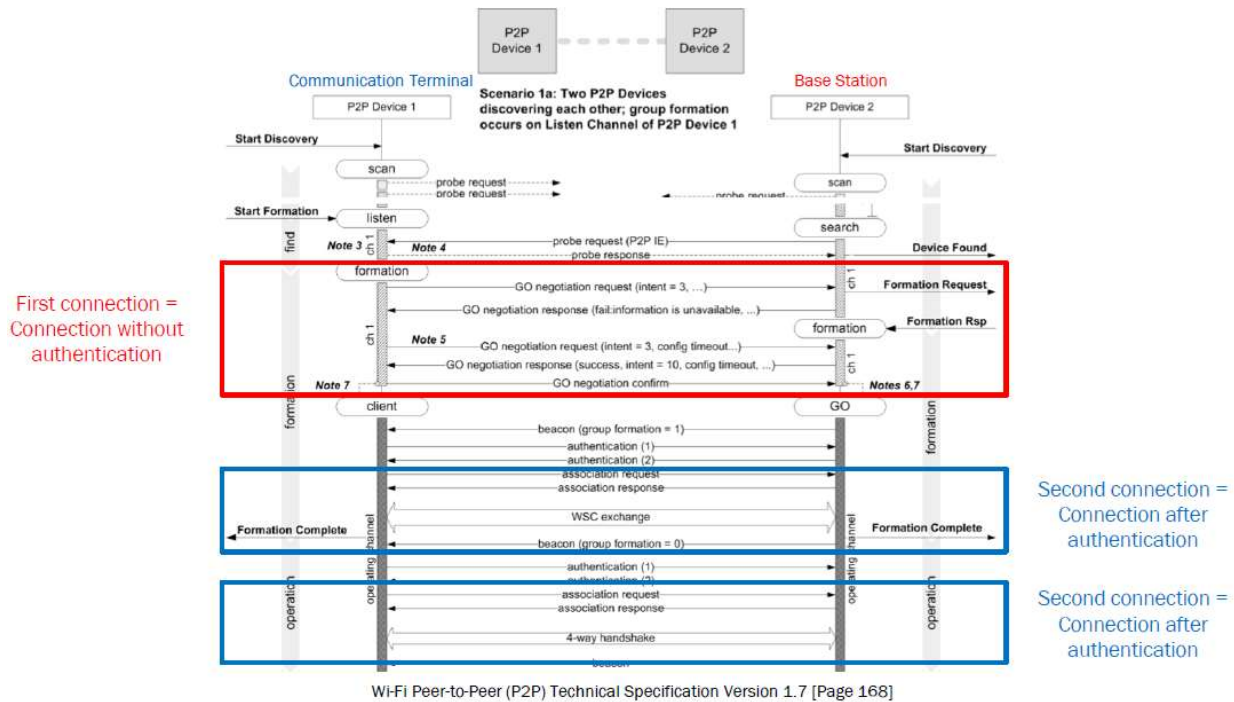 P2P
Device 1
P2P
Device 2
Communication Terminal
Base Station
Scenario 1a: Two P2P Devices
discovering each other; group formation
occurs on Listen Channel of P2P Device 1
P2P Device 1
P2P Device 2
Start Discovery
Start Discovery
scan
scan
probe request
probe request
probe request
Start Formation
listen
search
find
Note 3
ch 1
Note 4
probe request (P2P IE)
probe response
Device Found
First connection =
Connection without
authentication
formation
ch 1
GO negotiation request (intent = 3, ...)
Formation Request
GO negotiation response (fail:information is unavailable, ...)
Formation Rsp
formation
ch 1
Note 5
GO negotiation request (intent = 3, config timeout...)
GO negotiation response (success, intent = 10, config timeout, ...)
ch 1
Note 7
GO negotiation confirm
Notes 6,7
formation
client
GO
formation
beacon (group formation = 1)
authentication (1)
authentication (2)
association request
association response
WSC exchange
Formation Complete
Formation Complete
beacon (group formation = 0)
operating channel
operating channel
Second connection =
Connection after
authentication
authentication (1)
association request
association response
4-way handshake
operation
operation
Second connection =
Connection after
authentication
Wi-Fi Peer-to-Peer (P2P) Technical Specification Version 1.7 [Page 168]